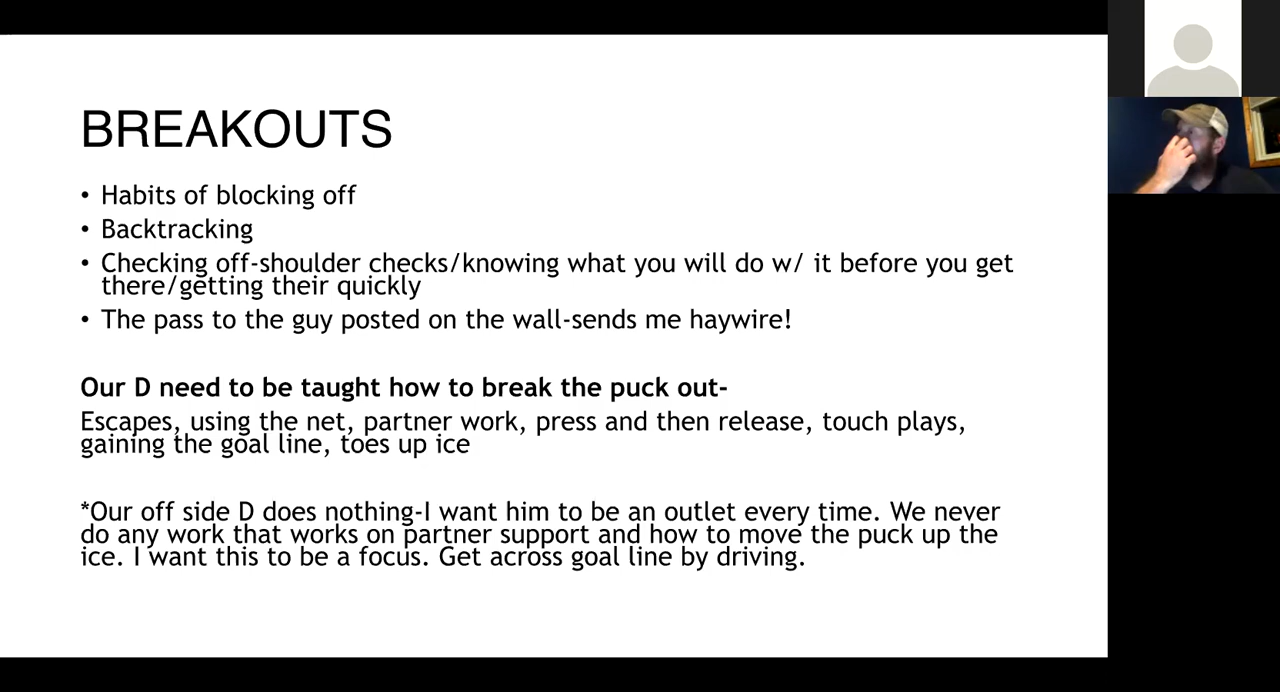 BREAKOUTS
• Habits of blocking off
• Backtracking
• Checking off-shoulder checks/knowing what you will do w/ it before you get
there/getting their quickly
• The pass to the guy posted on the wall-sends me haywire!
Our D need to be taught how to break the puck out-
Escapes, using the net, partner work, press and then release, touch plays,
gaining the goal line, toes up ice
*Our off side D does nothing-I want him to be an outlet every time. We never
do any work that works on partner support and how to move the puck up the
ice. I want this to be a focus. Get across goal line by driving.